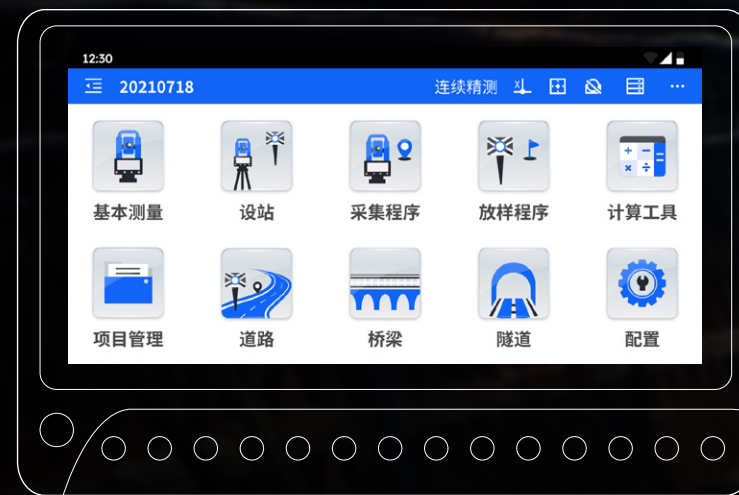 12:30
20210718 连续精测
基本测量 设站 采集程序 放样程序 计算工具
项目管理 道路 桥梁 隧道 配置